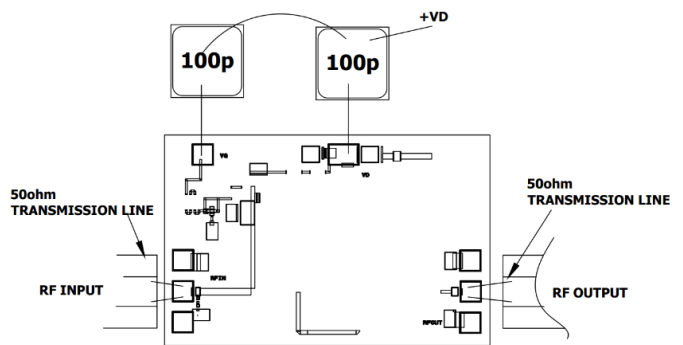 +VD
100p
100p
VG
VD
50ohm
TRANSMISSION LINE
50ohm
TRANSMISSION LINE
RFIN
RF INPUT
RF OUTPUT
RFOUT